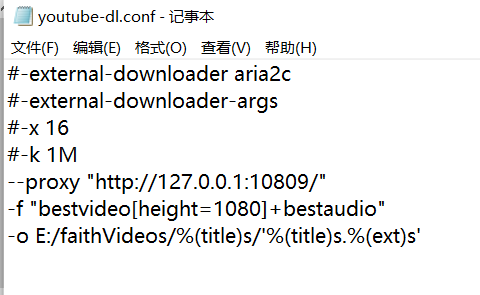 youtube-dl.conf - 记事本
文件(F) 编辑(E) 格式(O) 查看(V) 帮助(H)
#-external-downloader aria2c
#-external-downloader-args
#-x 16
#-k 1M
--proxy "http://127.0.0.1:10809/"
-f "bestvideo[height=1080]+bestaudio"
-o E:/faithVideos/%(title)s/'%(title)s.%(ext)s'